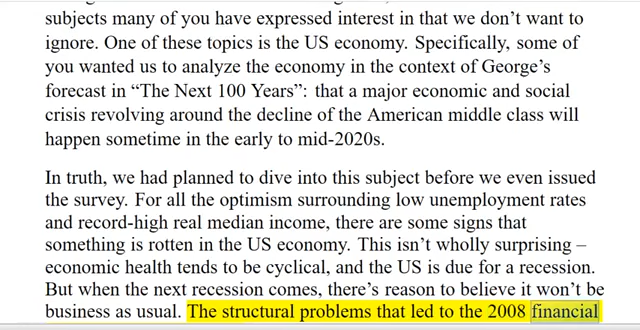 subjects many of you have expressed interest in that we don't want to
ignore. One of these topics is the US economy. Specifically, some of
you wanted us to analyze the economy in the context of George's
forecast in “The Next 100 Years”: that a major economic and social
crisis revolving around the decline of the American middle class will
happen sometime in the early to mid-2020s.
In truth, we had planned to dive into this subject before we even issued
the survey. For all the optimism surrounding low unemployment rates
and record-high real median income, there are some signs that
something is rotten in the US economy. This isn’t wholly surprising –
economic health tends to be cyclical, and the US is due for a recession.
But when the next recession comes, there’s reason to believe it won’t be
business as usual. The structural problems that led to the 2008 financial